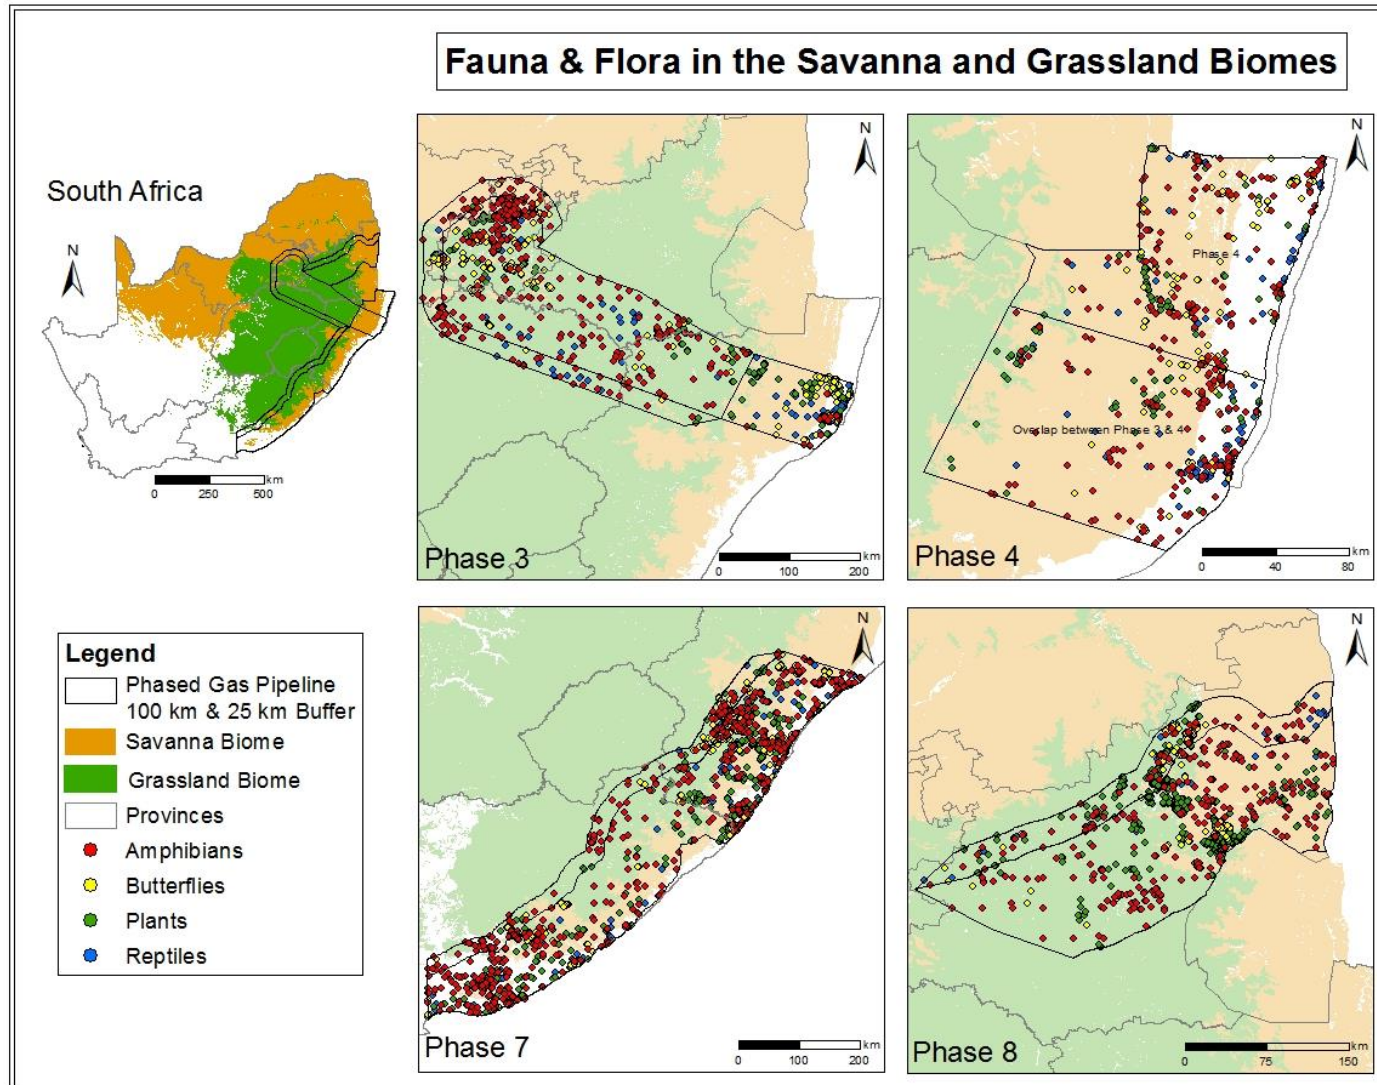 Fauna & Flora in the Savanna and Grassland Biomes
South Africa
N
0 250 500 km
N
Phase 3
0 100 200 km
N
Phase 4
Overlap between Phase 3 & 4
Phase 4
0 40 80 km
Legend
Phased Gas Pipeline
100 km & 25 km Buffer
Savanna Biome
Grassland Biome
Provinces
Amphibians
Butterflies
Plants
Reptiles
N
Phase 7
0 100 200 km
N
Phase 8
0 75 150 km